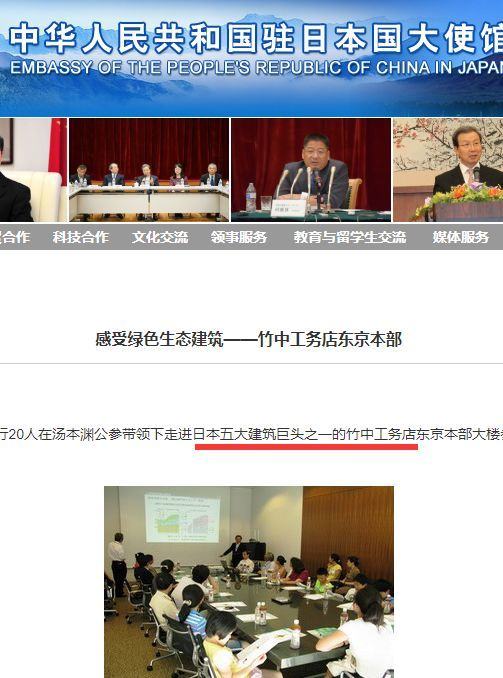 中华人民共和国驻日本国大使馆
EMBASSY OF THE PEOPLE'S REPUBLIC OF CHINA IN JAPAN
合作 科技合作 文化交流 领事服务 教育与留学生交流 媒体服务
感受绿色生态建筑——竹中工务店东京本部
行20人在汤本渊公参带领下走进日本五大建筑巨头之一的竹中工务店东京本部大楼